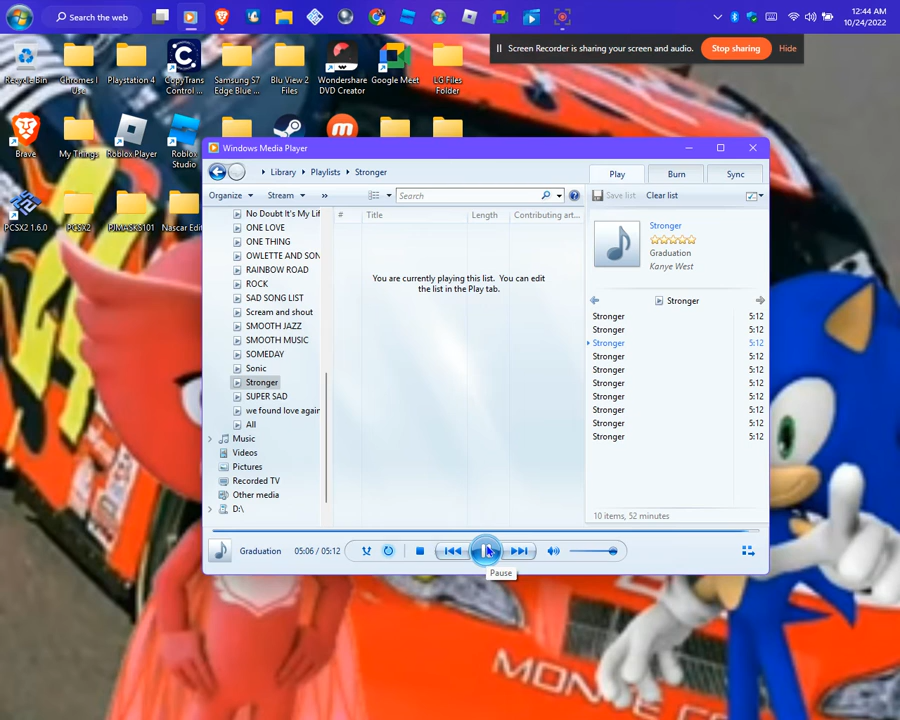 Search the web
12:44 AM
10/24/2022
Screen Recorder is sharing your screen and audio.
Stop sharing
Hide
Recycle Bin
Chromes I Use
Playstation 4
CopyTrans Control ...
Samsung S7 Edge Blue ...
Blu View 2 Files
Wondershare DVD Creator
Google Meet
LG Files Folder
Brave
My Things
Roblox Player
Roblox Studio
PCSX2 1.6.0
PCSX2
PJMASKS101
Nascar Edit
Windows Media Player
Library
Playlists
Stronger
Play
Burn
Sync
Organize
Stream
»
Search
Save list
Clear list
No Doubt It's My Lif
ONE LOVE
ONE THING
OWLETTE AND SON
RAINBOW ROAD
ROCK
SAD SONG LIST
Scream and shout
SMOOTH JAZZ
SMOOTH MUSIC
SOMEDAY
Sonic
Stronger
SUPER SAD
we found love again
All
Music
Videos
Pictures
Recorded TV
Other media
D:\
# Title Length Contributing art...
You are currently playing this list. You can edit
the list in the Play tab.
Stronger
Graduation
Kanye West
Stronger
Stronger 5:12
Stronger 5:12
Stronger 5:12
Stronger 5:12
Stronger 5:12
Stronger 5:12
Stronger 5:12
Stronger 5:12
Stronger 5:12
Stronger 5:12
10 items, 52 minutes
Graduation 05:06 / 05:12
Pause